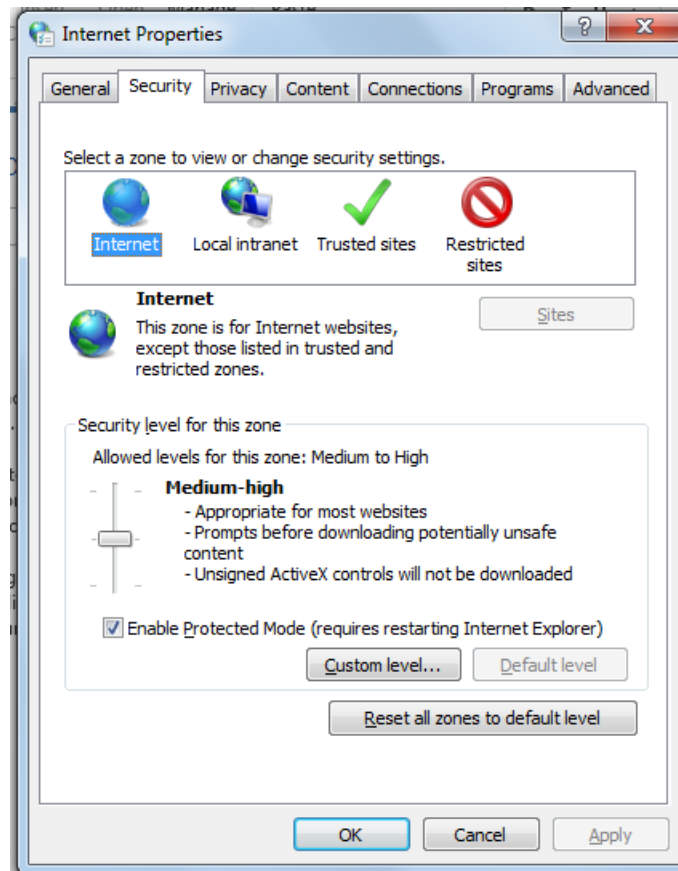 Internet Properties
General Security Privacy Content Connections Programs Advanced
Select a zone to view or change security settings.
Internet Local intranet Trusted sites Restricted sites
Internet
Sites
This zone is for Internet websites,
except those listed in trusted and
restricted zones.
Security level for this zone
Allowed levels for this zone: Medium to High
Medium-high
- Appropriate for most websites
- Prompts before downloading potentially unsafe
content
- Unsigned ActiveX controls will not be downloaded
Enable Protected Mode (requires restarting Internet Explorer)
Custom level... Default level
Reset all zones to default level
OK Cancel Apply